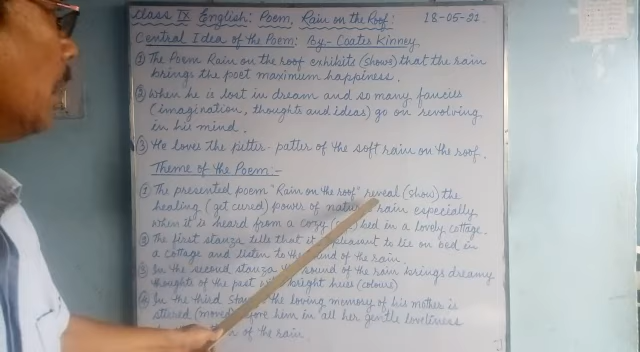 Class IX English: Poem, Rain on the Roof: 18-05-21
Central Idea of the Poem: By:- Coates Kinney.
① The Poem Rain on the roof exhibits (shows) that the rain
brings the poet maximum happiness.
② When he is lost in dream and so many fancies
(imagination, thoughts and ideas) go on revolving
in his mind.
③ He loves the pitter-patter of the soft rain on the roof.
Theme of the Poem:-
① The presented poem "Rain on the roof" reveal (show) the
healing (get cured) power of nature rain especially
when it is heard from a cozy bed in a lovely cottage.
② The first stanza tells that it pleasant to lie on bed in
a cottage and listen to the sound of the rain.
③ In the second stanza the sound of the rain brings dreamy
thoughts of the past bright hues (colours)
④ In the third the loving memory of his mother is
stirred (moved) him in all her gentle loveliness
of the rain.